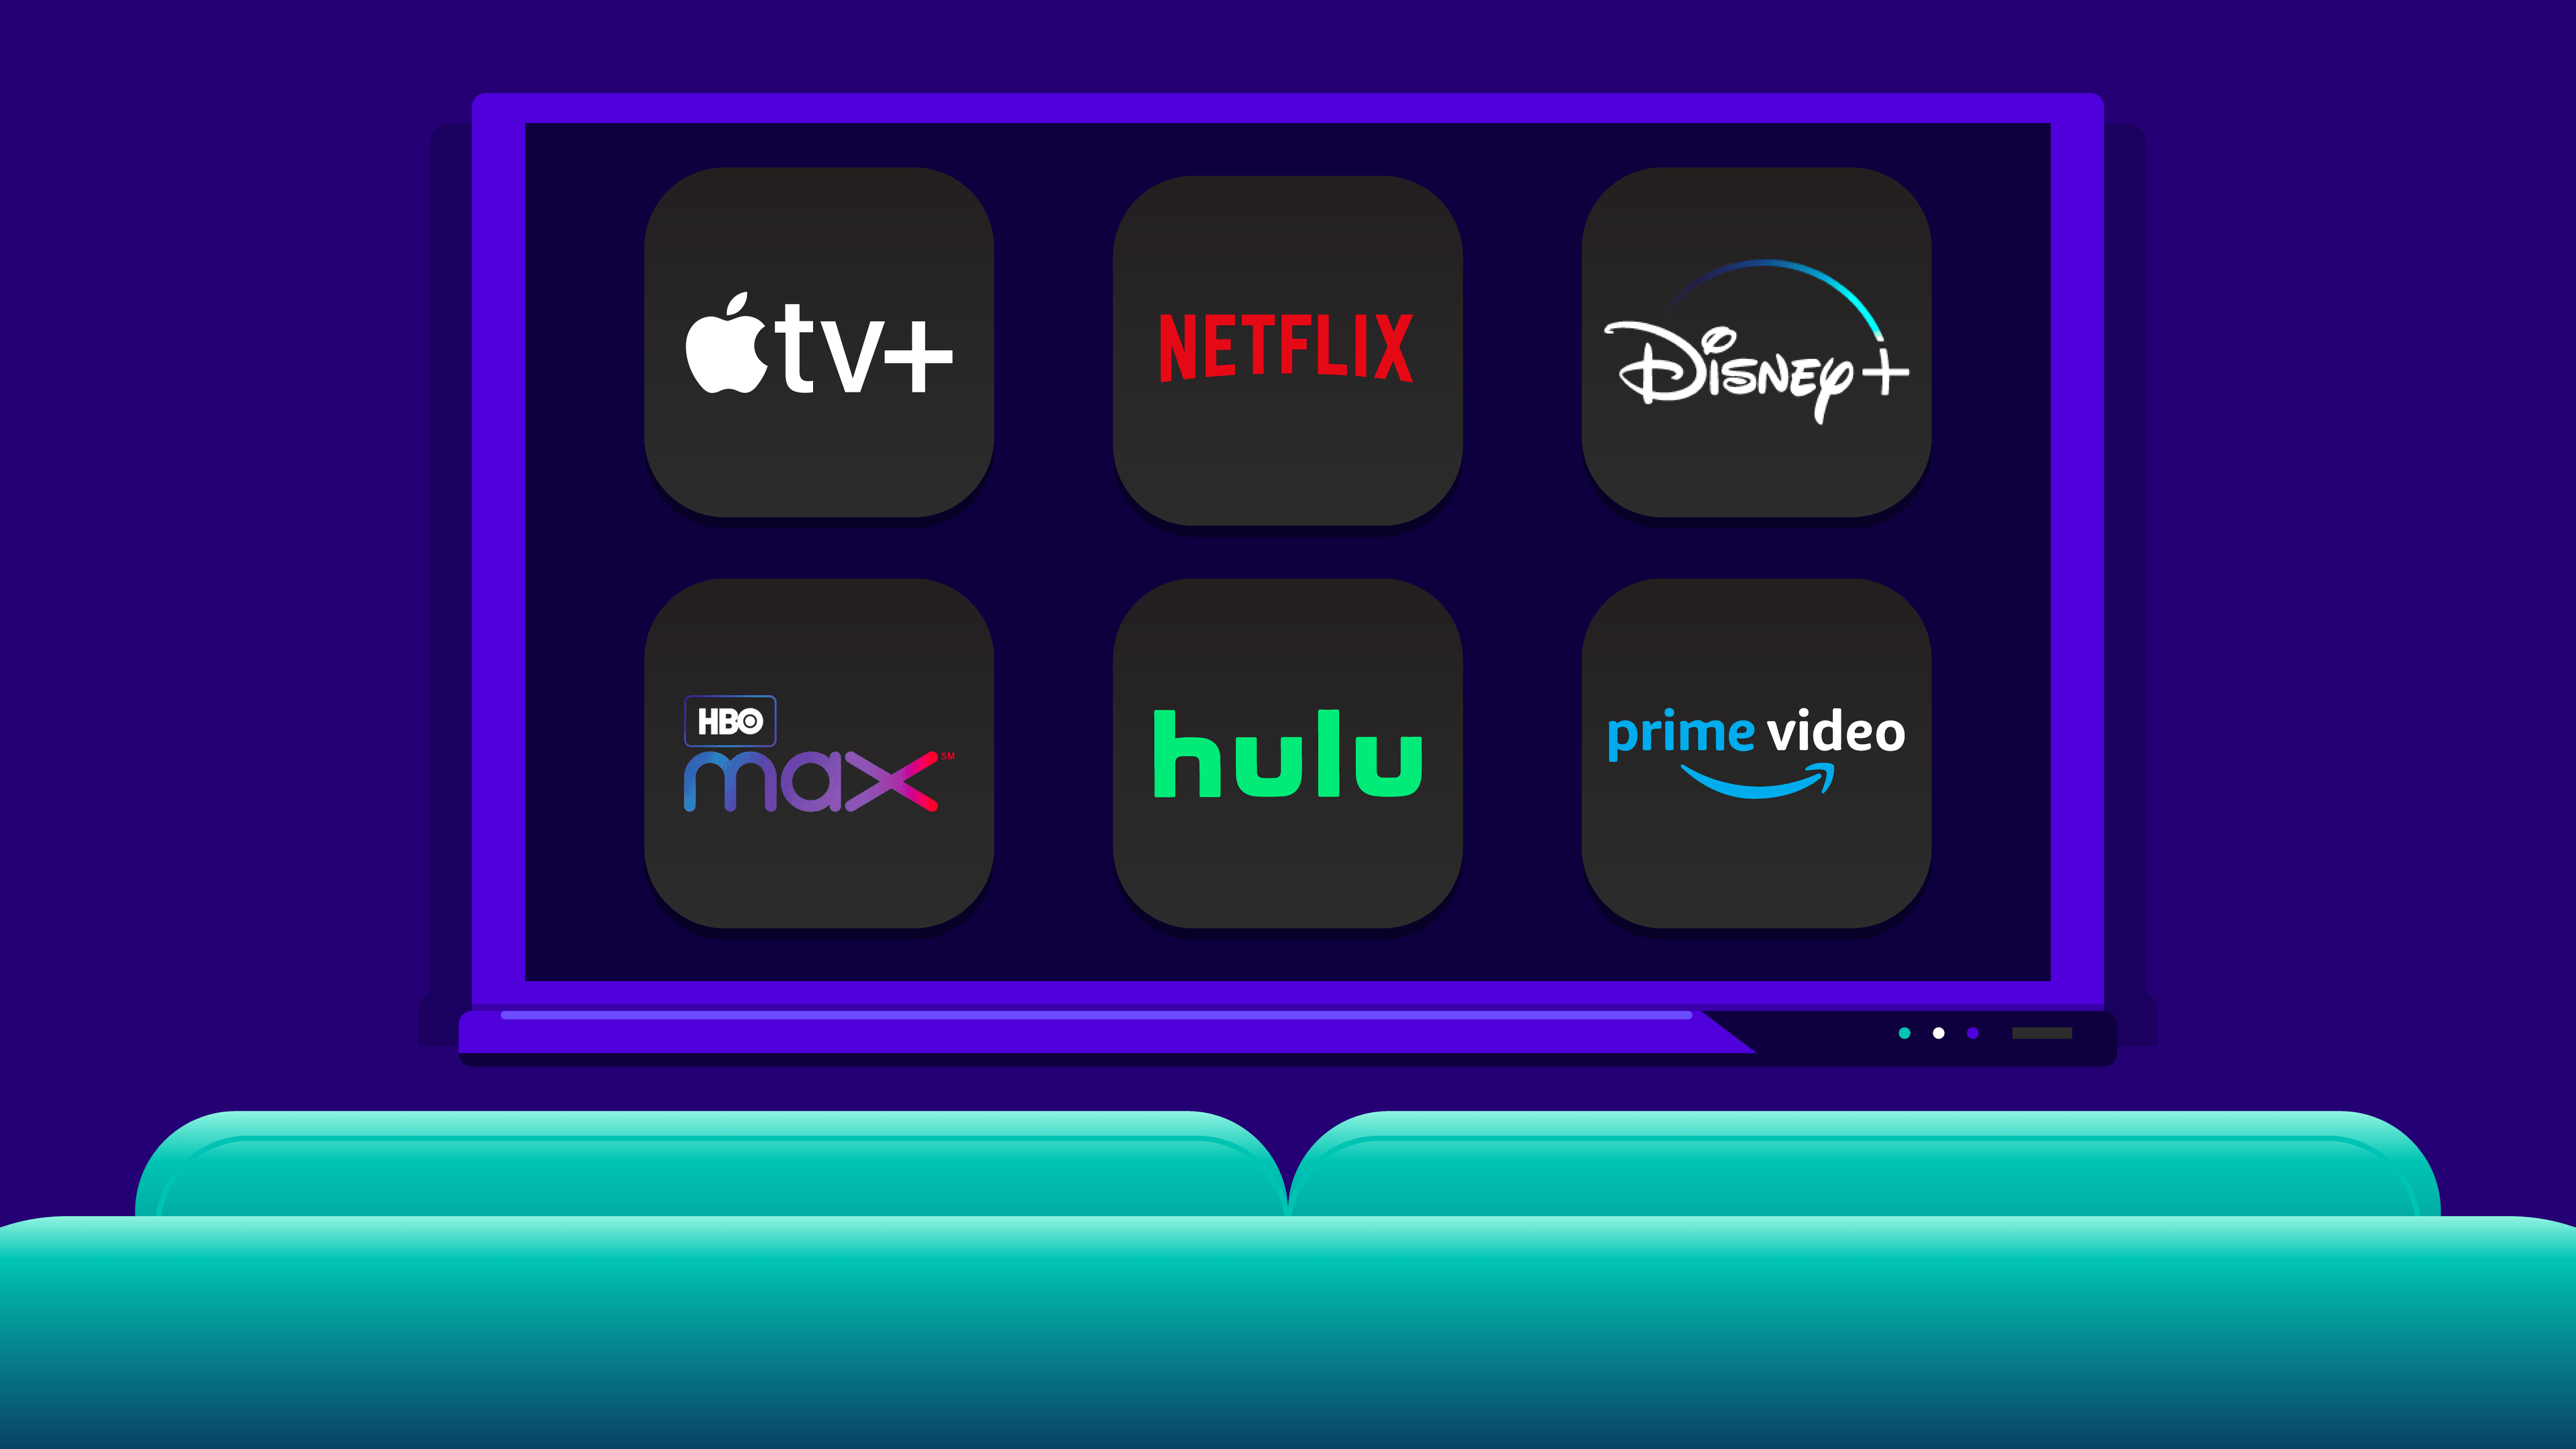 tv+
NETFLIX
Disney+
HBO
max SM
hulu
prime video